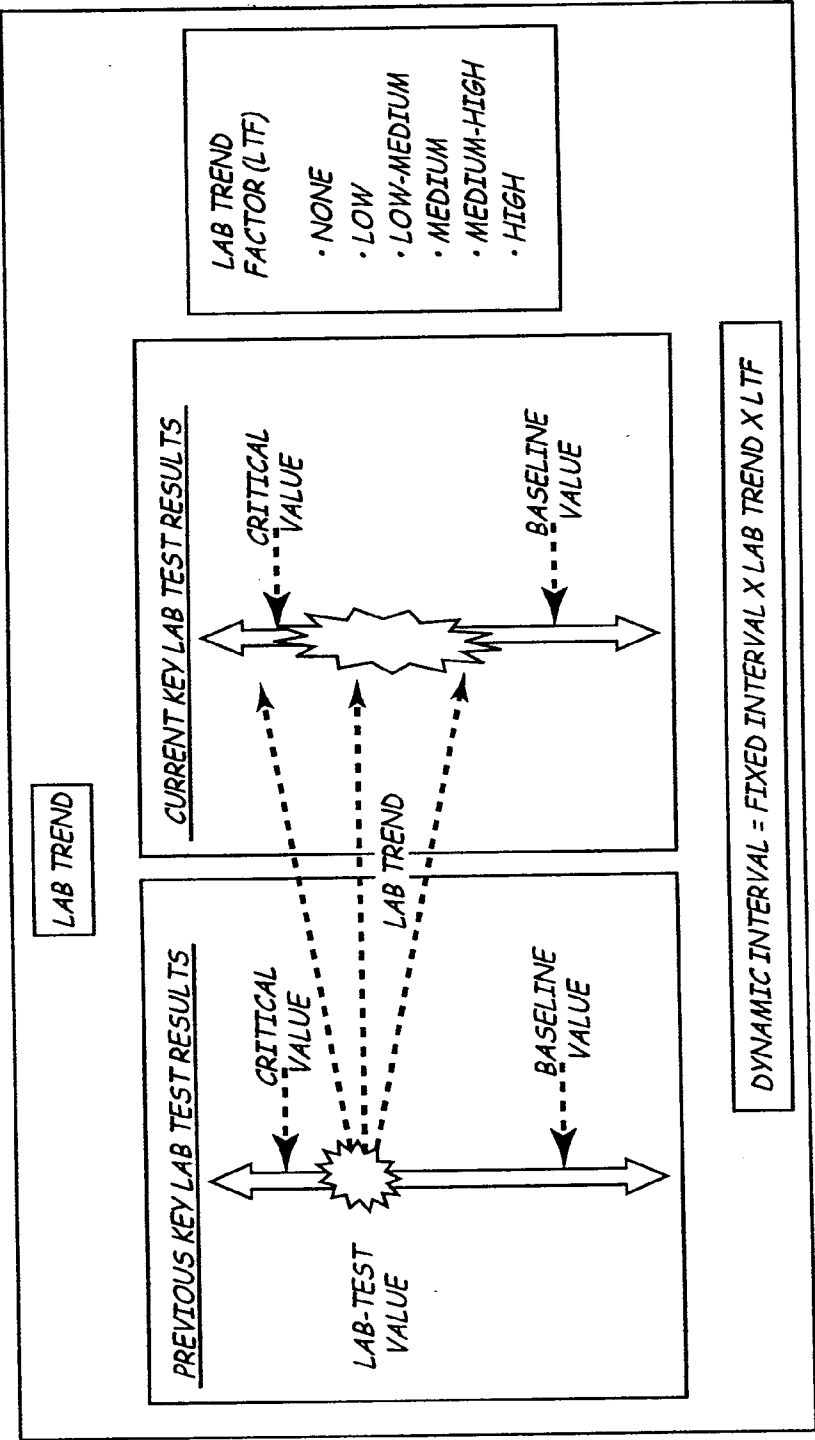 LAB TREND
PREVIOUS KEY LAB TEST RESULTS
CRITICAL
VALUE
LAB-TEST
VALUE
BASELINE
VALUE
LAB TREND
CURRENT KEY LAB TEST RESULTS
CRITICAL
VALUE
BASELINE
VALUE
LAB TREND
FACTOR (LTF)
• NONE
• LOW
• LOW-MEDIUM
• MEDIUM
• MEDIUM-HIGH
• HIGH
DYNAMIC INTERVAL = FIXED INTERVAL X LAB TREND X LTF